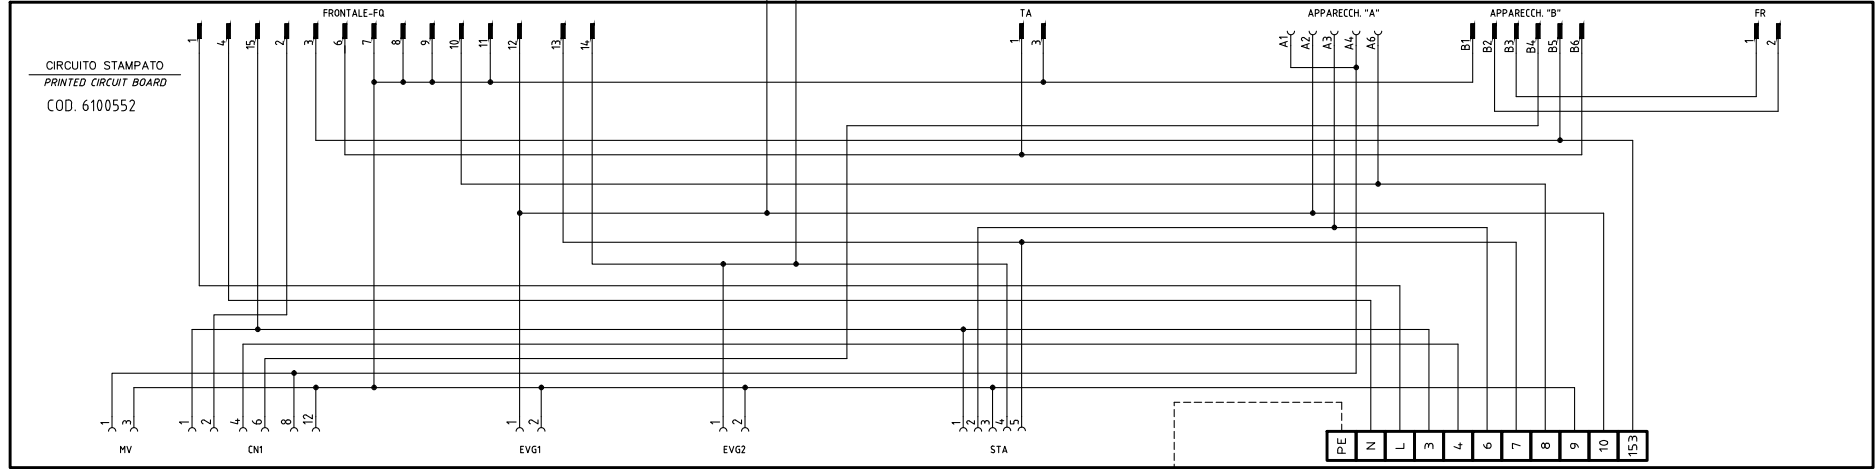 FRONTALE-FQ
TA
APPARECCH. "A"
APPARECCH. "B"
FR
1 4 15 2 3 6 7 8 9 10 11 12 13 14
1 3
A1 A2 A3 A4 A6
B1 B2 B3 B4 B5 B6
1 2
CIRCUITO STAMPATO
PRINTED CIRCUIT BOARD
COD. 6100552
1 3
1 2 4 6 8 12
1 2
1 2
1 2 3 4 5
PE N L 3 4 6 7 8 9 10 153
MV
CN1
EVG1
EVG2
STA